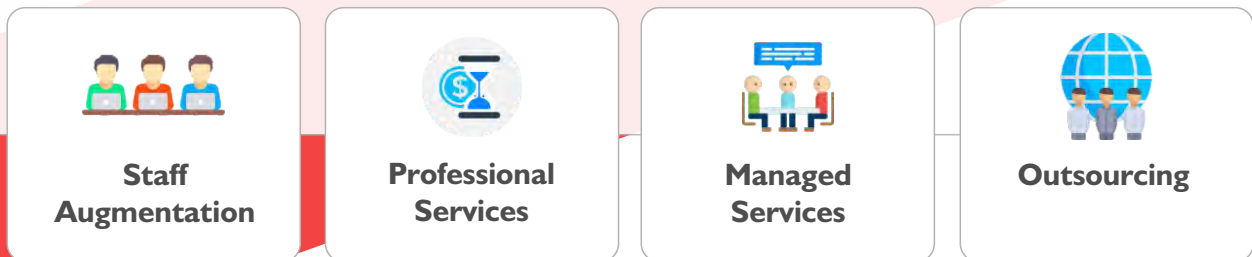 Staff
Augmentation
Professional
Services
Managed
Services
Outsourcing